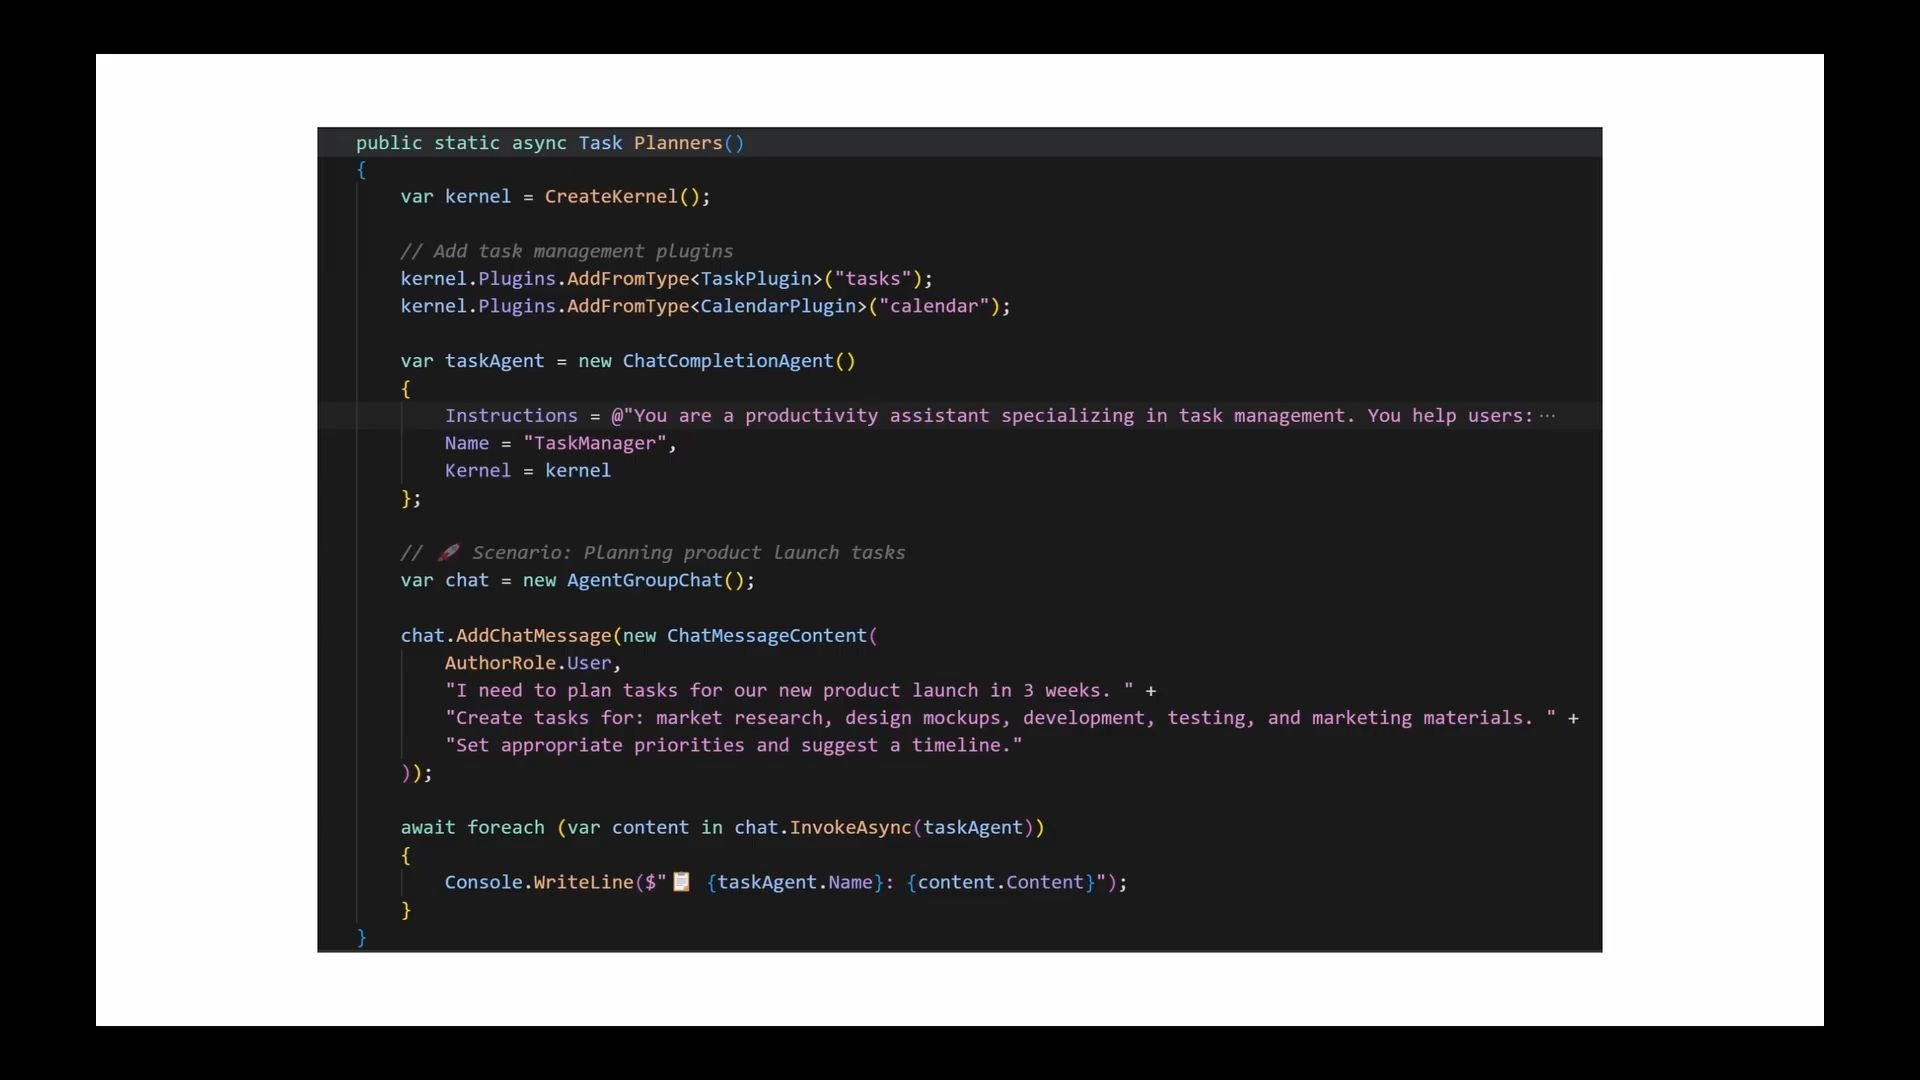 public static async Task Planners()
{
    var kernel = CreateKernel();

    // Add task management plugins
    kernel.Plugins.AddFromType<TaskPlugin>("tasks");
    kernel.Plugins.AddFromType<CalendarPlugin>("calendar");

    var taskAgent = new ChatCompletionAgent()
    {
        Instructions = @"You are a productivity assistant specializing in task management. You help users:···
        Name = "TaskManager",
        Kernel = kernel
    };

    // 🚀 Scenario: Planning product launch tasks
    var chat = new AgentGroupChat();

    chat.AddChatMessage(new ChatMessageContent(
        AuthorRole.User,
        "I need to plan tasks for our new product launch in 3 weeks. " +
        "Create tasks for: market research, design mockups, development, testing, and marketing materials. " +
        "Set appropriate priorities and suggest a timeline."
    ));

    await foreach (var content in chat.InvokeAsync(taskAgent))
    {
        Console.WriteLine($"📋 {taskAgent.Name}: {content.Content}");
    }
}